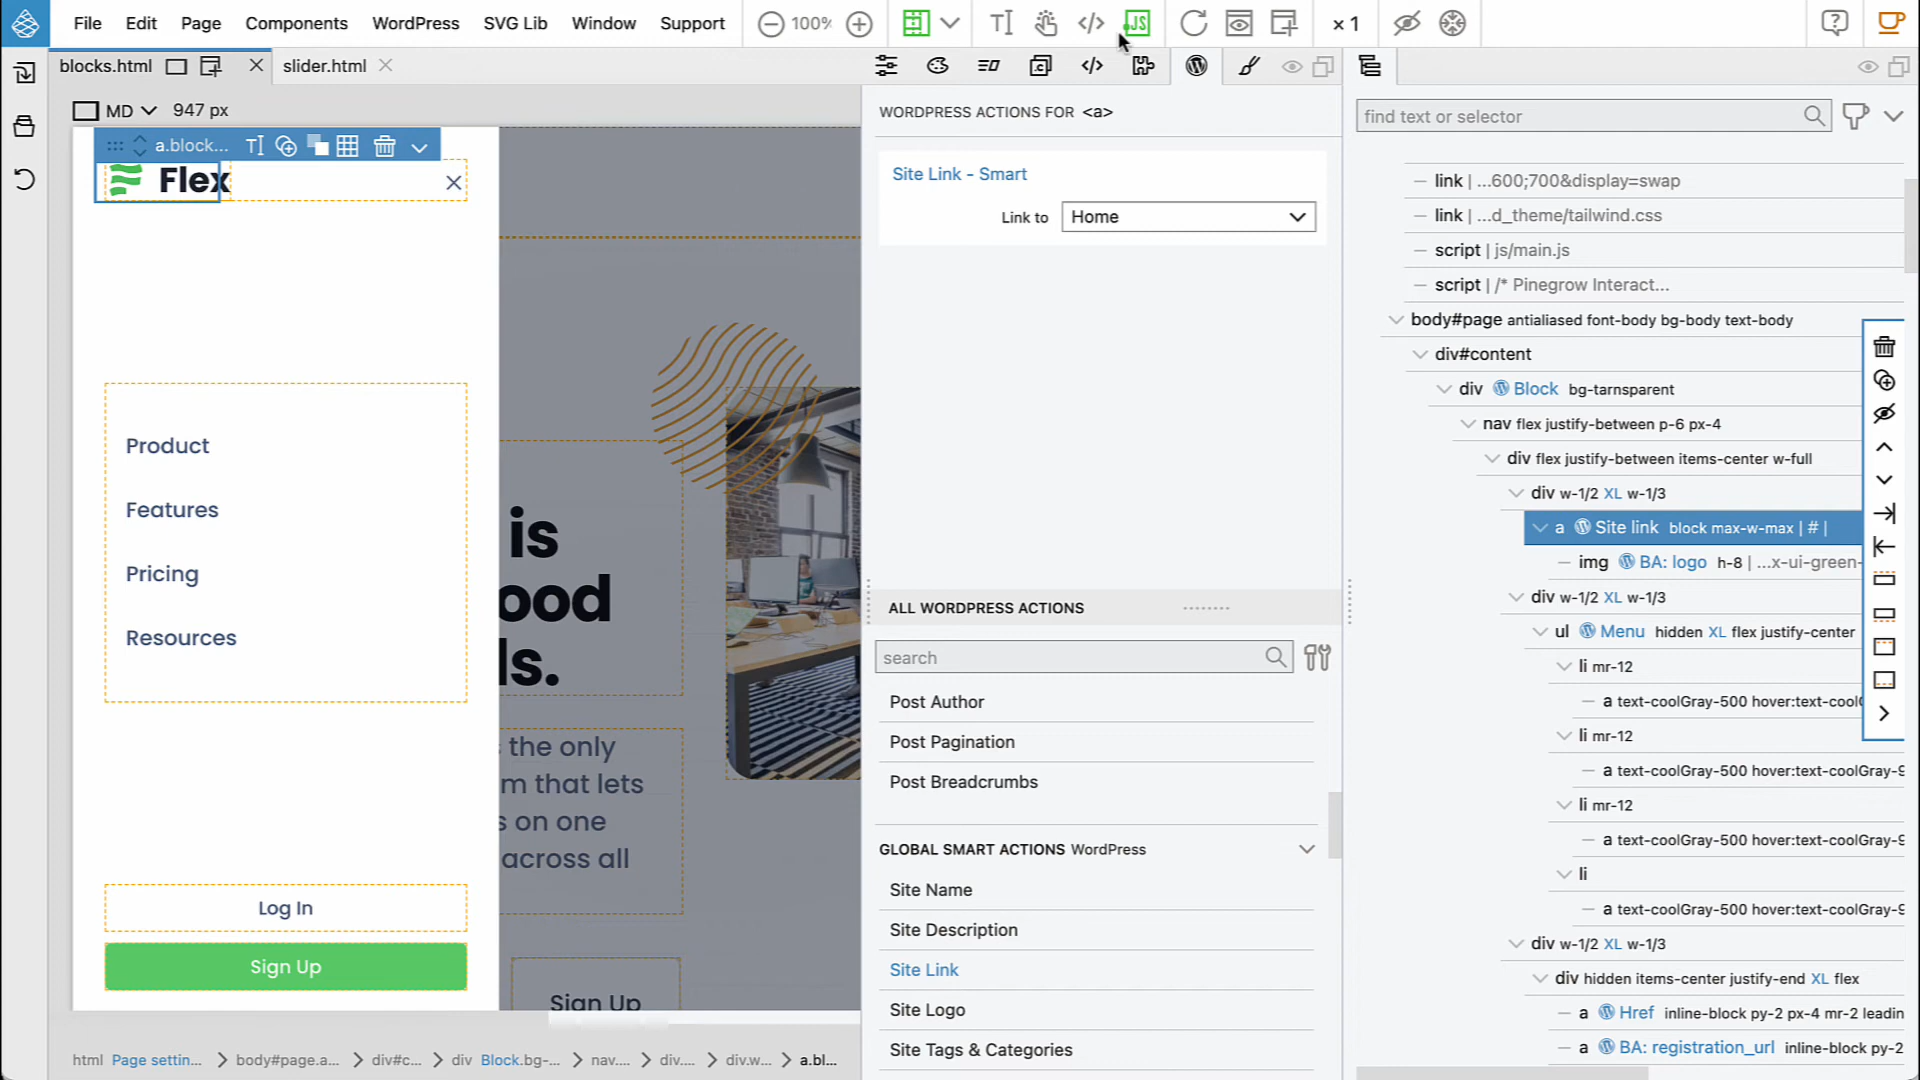 File Edit Page Components WordPress SVG Lib Window Support 100% JS × 1
blocks.html slider.html
MD 947 px
a.block...
Flex
Product
Features
Pricing
Resources
Log In
Sign Up
is
ood
ls.
s the only
m that lets
s on one
across all
Sign Up
WORDPRESS ACTIONS FOR <a>
Site Link - Smart
Link to Home
ALL WORDPRESS ACTIONS
search
Post Author
Post Pagination
Post Breadcrumbs
GLOBAL SMART ACTIONS WordPress
Site Name
Site Description
Site Link
Site Logo
Site Tags & Categories
find text or selector
link | ...600;700&display=swap
link | ...d_theme/tailwind.css
script | js/main.js
script | /* Pinegrow Interact...
body#page antialiased font-body bg-body text-body
div#content
div Block bg-tarnsparent
nav flex justify-between p-6 px-4
div flex justify-between items-center w-full
div w-1/2 XL w-1/3
a Site link block max-w-max | # |
img BA: logo h-8 | ...x-ui-green-
div w-1/2 XL w-1/3
ul Menu hidden XL flex justify-center
li mr-12
a text-coolGray-500 hover:text-coolG
li mr-12
a text-coolGray-500 hover:text-coolGray-9
li mr-12
a text-coolGray-500 hover:text-coolGray-9
li
a text-coolGray-500 hover:text-coolGray-9
div w-1/2 XL w-1/3
div hidden items-center justify-end XL flex
a Href inline-block py-2 px-4 mr-2 leadin
a BA: registration_url inline-block py-2
html Page settin... body#page.a... div#c... div Block.bg-... nav.... div.... div.w... a.bl...